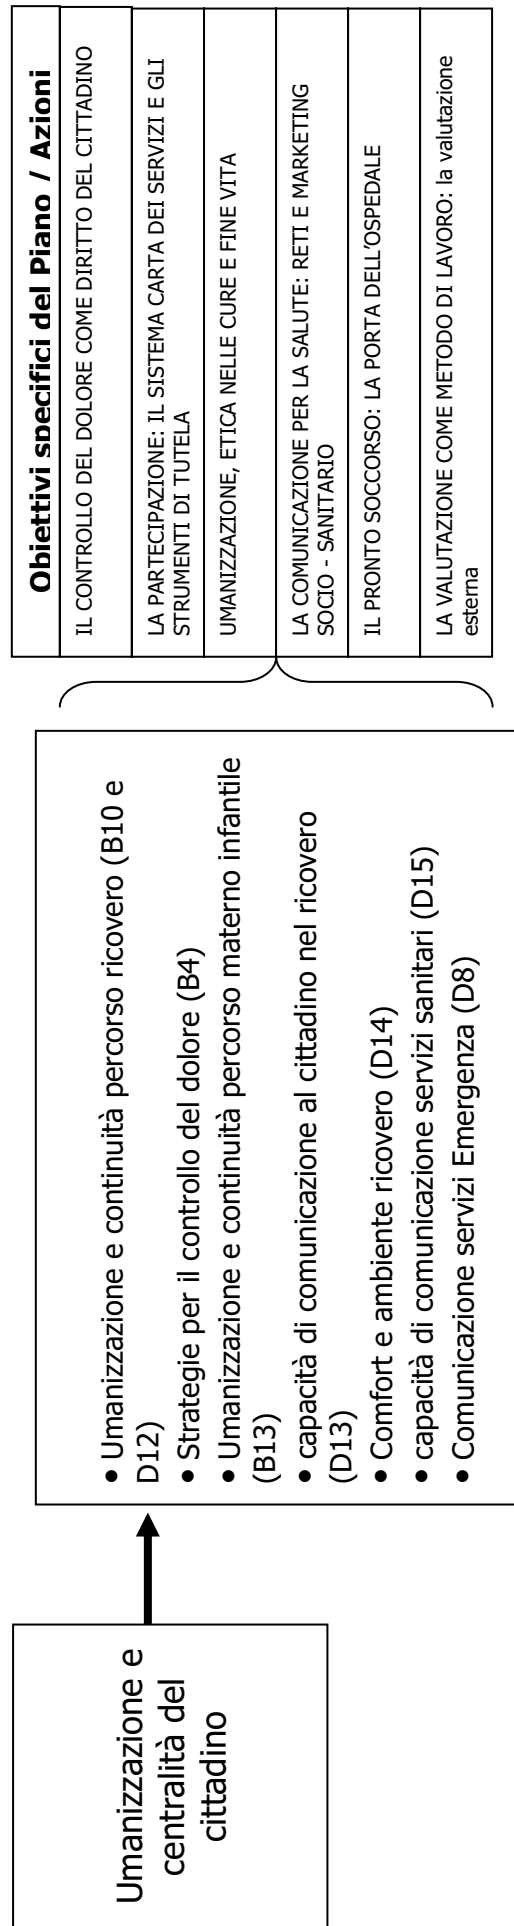 Umanizzazione e
centralità del
cittadino
● Umanizzazione e continuità percorso ricovero (B10 e
D12)
● Strategie per il controllo del dolore (B4)
● Umanizzazione e continuità percorso materno infantile
(B13)
● capacità di comunicazione al cittadino nel ricovero
(D13)
● Comfort e ambiente ricovero (D14)
● capacità di comunicazione servizi sanitari (D15)
● Comunicazione servizi Emergenza (D8)
Obiettivi specifici del Piano / Azioni
IL CONTROLLO DEL DOLORE COME DIRITTO DEL CITTADINO
LA PARTECIPAZIONE: IL SISTEMA CARTA DEI SERVIZI E GLI
STRUMENTI DI TUTELA
UMANIZZAZIONE, ETICA NELLE CURE E FINE VITA
LA COMUNICAZIONE PER LA SALUTE: RETI E MARKETING
SOCIO - SANITARIO
IL PRONTO SOCCORSO: LA PORTA DELL'OSPEDALE
LA VALUTAZIONE COME METODO DI LAVORO: la valutazione
esterna